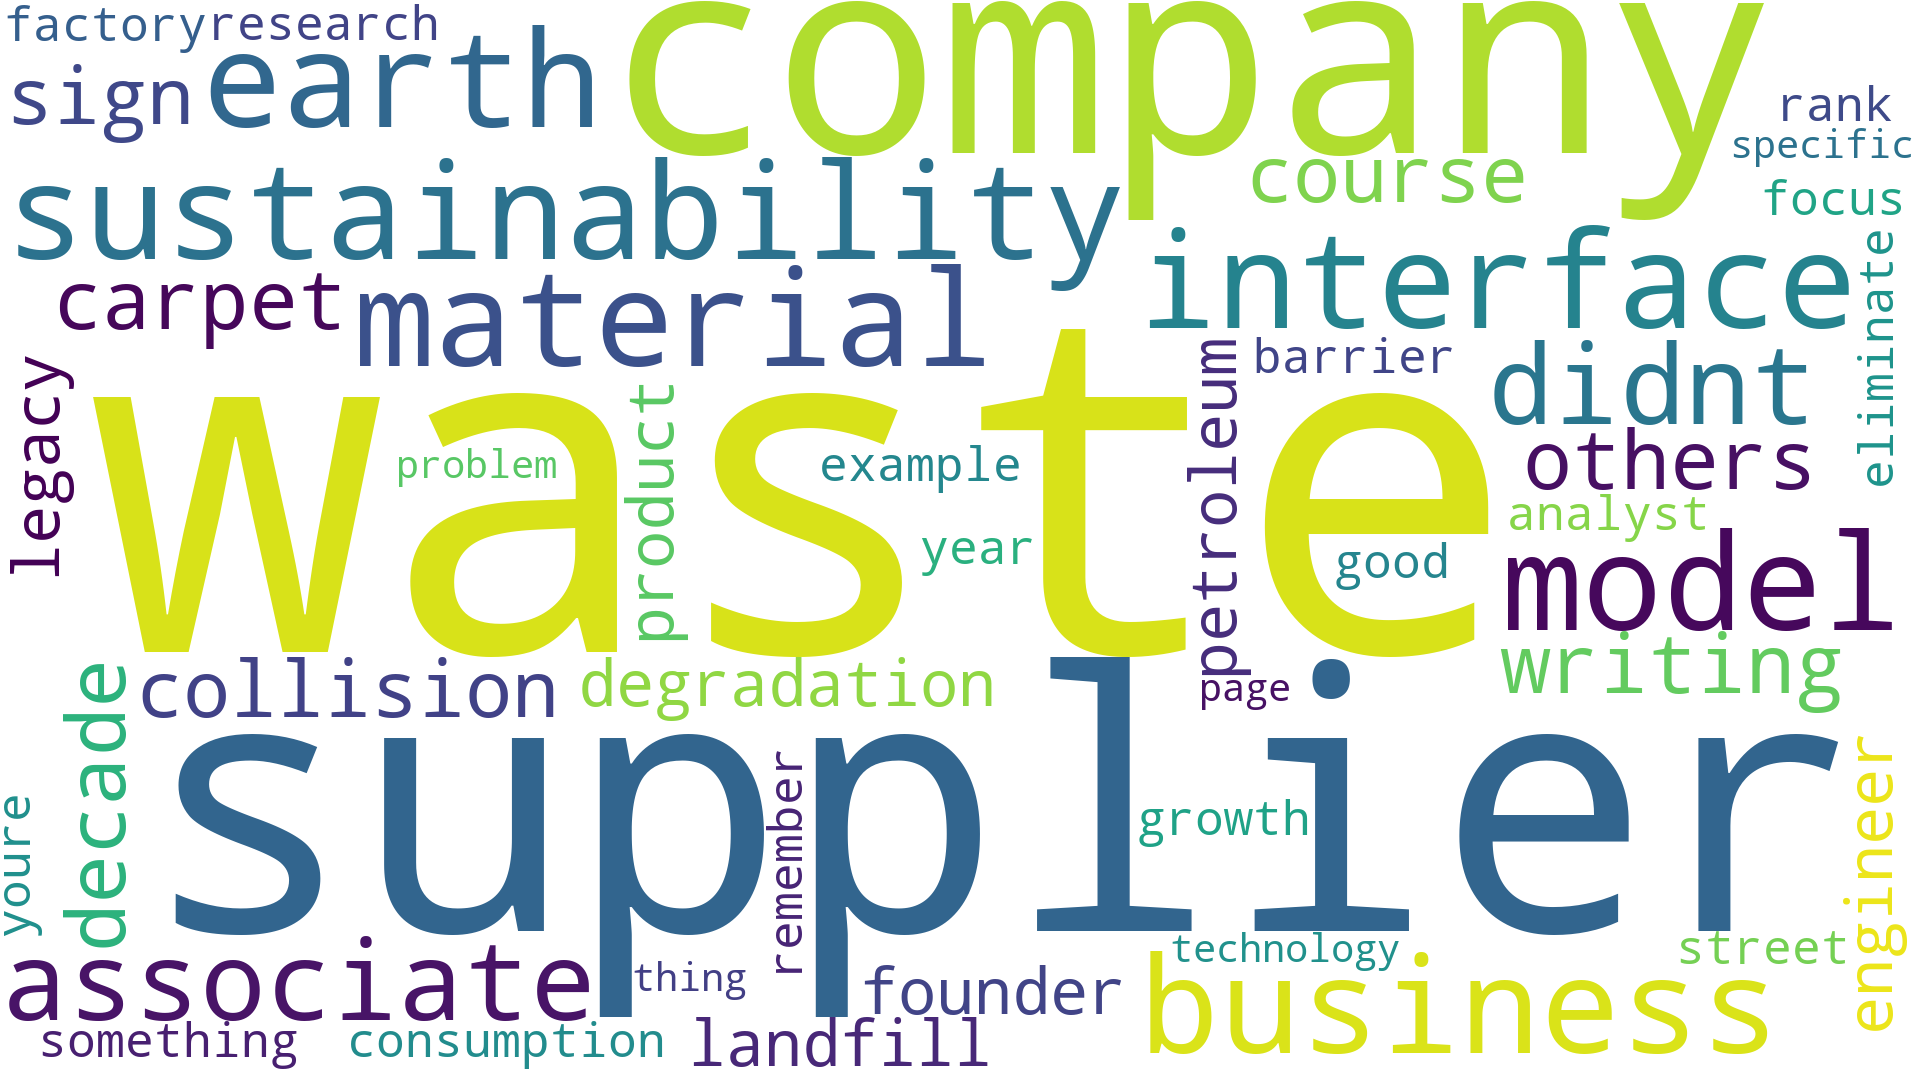 factory
research
company
earth
sign
rank
specific
sustainability
course
focus
interface
eliminate
carpet
material
barrier
didnt
legacy
waste
petroleum
product
problem
example
others
analyst
year
good
model
writing
decade
collision
degradation
page
supplier
engineer
remember
growth
youre
technology
street
associate
thing
founder
business
something
consumption
landfill